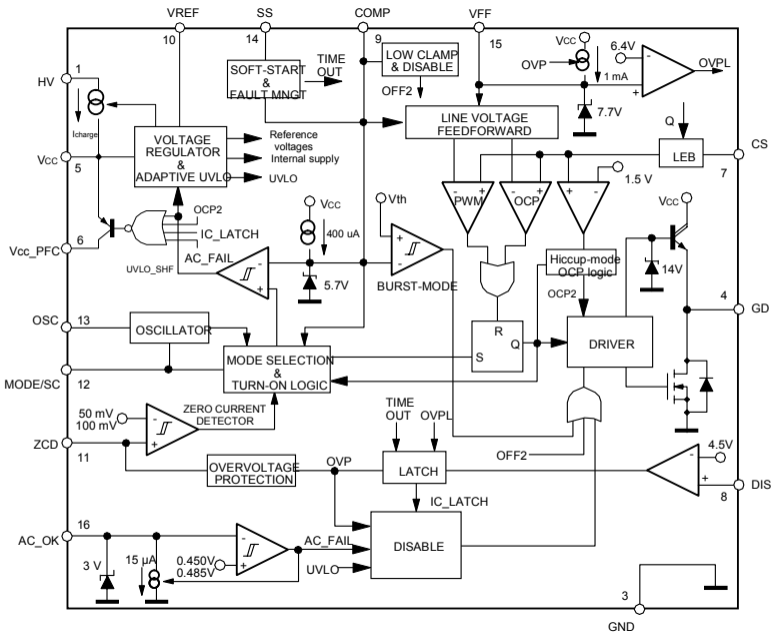 VREF
SS
COMP
VFF
10
14
9
15
SOFT-START
FAULT MNGT
&
TIME
OUT
LOW CLAMP
& DISABLE
OFF2
Vcc
OVP
1 mA
6.4V
-
+
OVPL
7.7V
HV
1
Icharge
VOLTAGE
REGULATOR
&
ADAPTIVE UVLO
Reference
voltages
Internal supply
UVLO
LINE VOLTAGE
FEEDFORWARD
Q
LEB
CS
7
Vcc
5
- +
PWM
- +
OCP
+ -
1.5 V
Vcc
Vcc_PFC
6
OCP2
IC_LATCH
AC_FAIL
UVLO_SHF
Vcc
400 uA
5.7V
-
+
Vth
+
-
BURST-MODE
Hiccup-mode
OCP logic
OCP2
14V
4
GD
OSC
13
OSCILLATOR
MODE/SC
12
MODE SELECTION
&
TURN-ON LOGIC
R
S
Q
DRIVER
50 mV
100 mV
-
+
ZERO CURRENT
DETECTOR
ZCD
11
TIME
OUT
OVPL
OVERVOLTAGE
PROTECTION
OVP
LATCH
OFF2
4.5V
-
+
8
DIS
IC_LATCH
AC_OK
16
3 V
15 µA
0.450V
0.485V
-
+
AC_FAIL
UVLO
DISABLE
3
GND